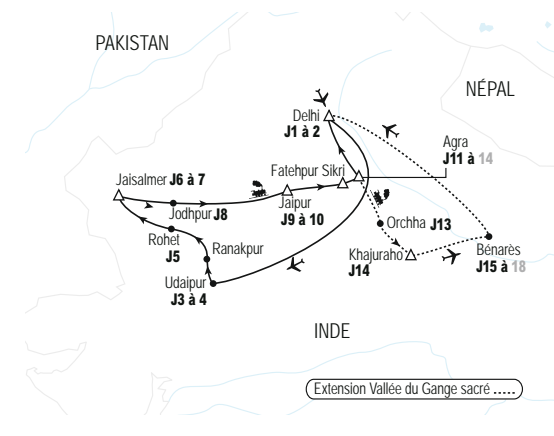 PAKISTAN
NÉPAL
Delhi
J1 à 2
Agra
J11 à 14
Fatehpur Sikri
Jaisalmer J6 à 7
Jodhpur J8
Jaipur
J9 à 10
Rohet
J5
Ranakpur
Orchha J13
Khajuraho
J14
Bénarès
J15 à 18
Udaipur
J3 à 4
INDE
Extension Vallée du Gange sacré .....